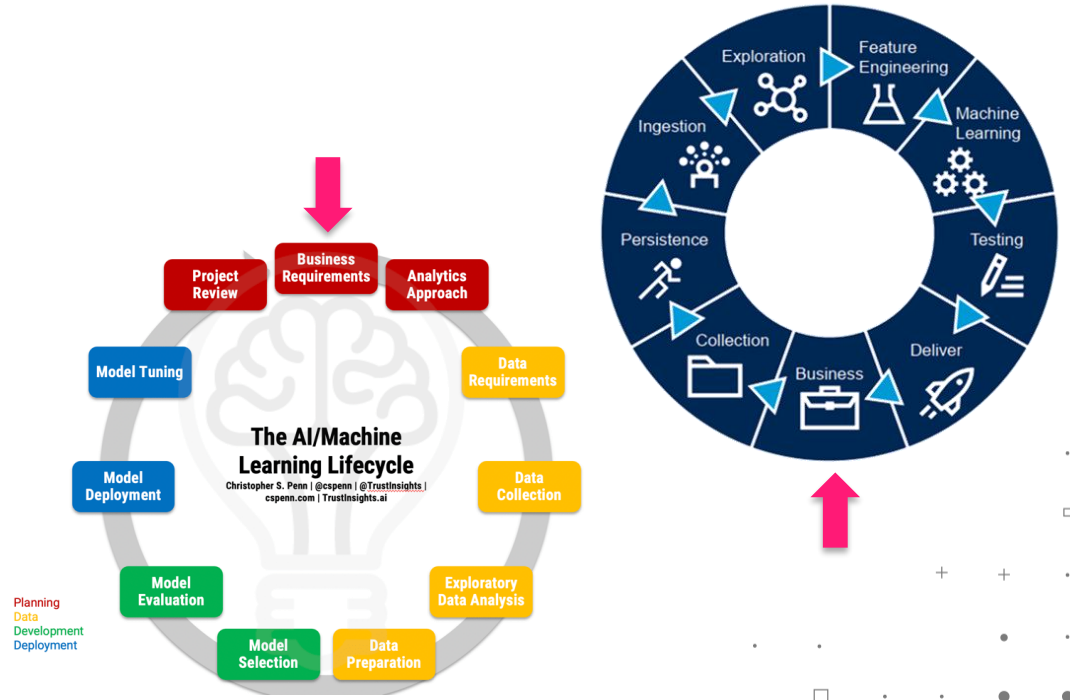 Project
Review
Business
Requirements
Analytics
Approach
Model Tuning
Data
Requirements
The AI/Machine
Learning Lifecycle
Christopher S. Penn | @cspenn | @TrustInsights |
cspenn.com | TrustInsights.ai
Model
Deployment
Data
Collection
Model
Evaluation
Exploratory
Data Analysis
Model
Selection
Data
Preparation
Planning
Data
Development
Deployment
Exploration
Feature
Engineering
Machine
Learning
Testing
Deliver
Business
Collection
Persistence
Ingestion